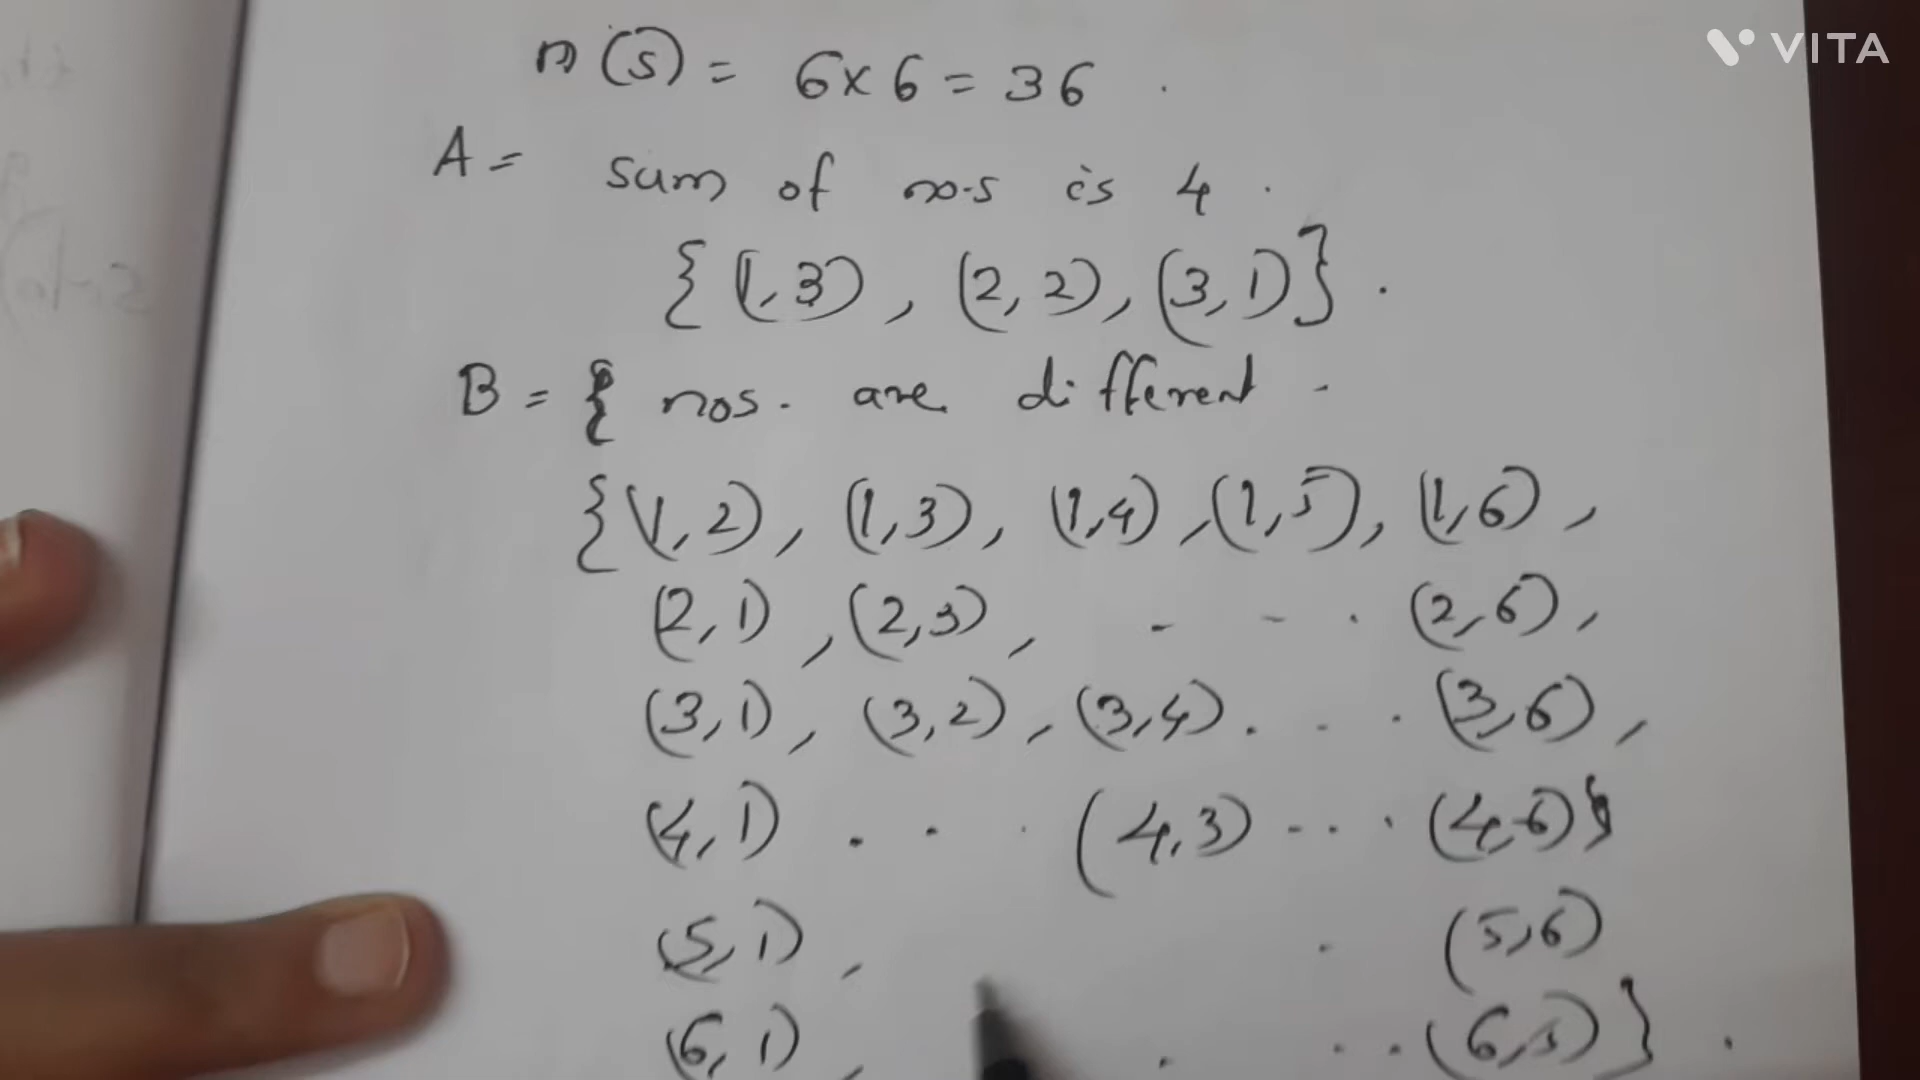 VITA
n(s) = 6×6 = 36.
A = sum of no.s is 4.
{(1,3), (2,2), (3,1)}.
B = { nos. are different -
{(1,2), (1,3), (1,4), (1,5), (1,6),
(2,1), (2,3), - - . (2,6),
(3,1), (3,2), (3,4) . . . (3,6),
(4,1) . . . (4,3) - . . (4,6)}
(5,1), . (5,6)
(6,1), . . . (6,5)}.